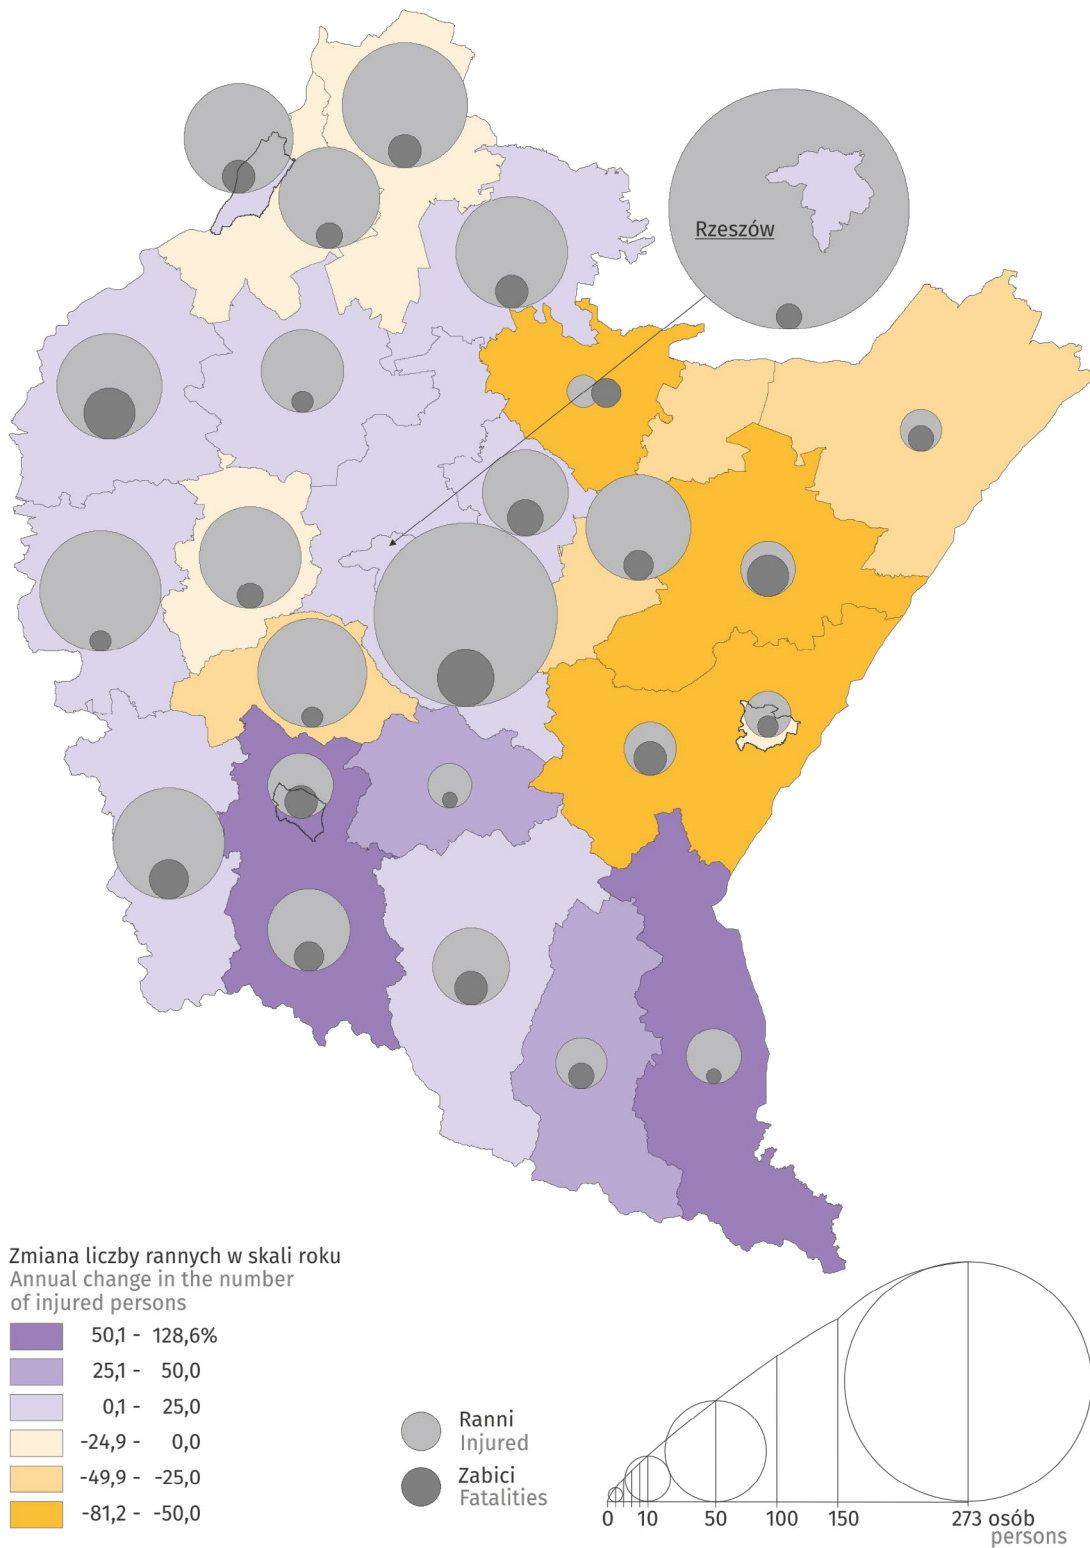 Rzeszów
Zmiana liczby rannych w skali roku
Annual change in the number
of injured persons
50,1 - 128,6%
25,1 - 50,0
0,1 - 25,0
-24,9 - 0,0
-49,9 - -25,0
-81,2 - -50,0
Ranni
Injured
Zabici
Fatalities
0 10 50 100 150 273 osób
persons